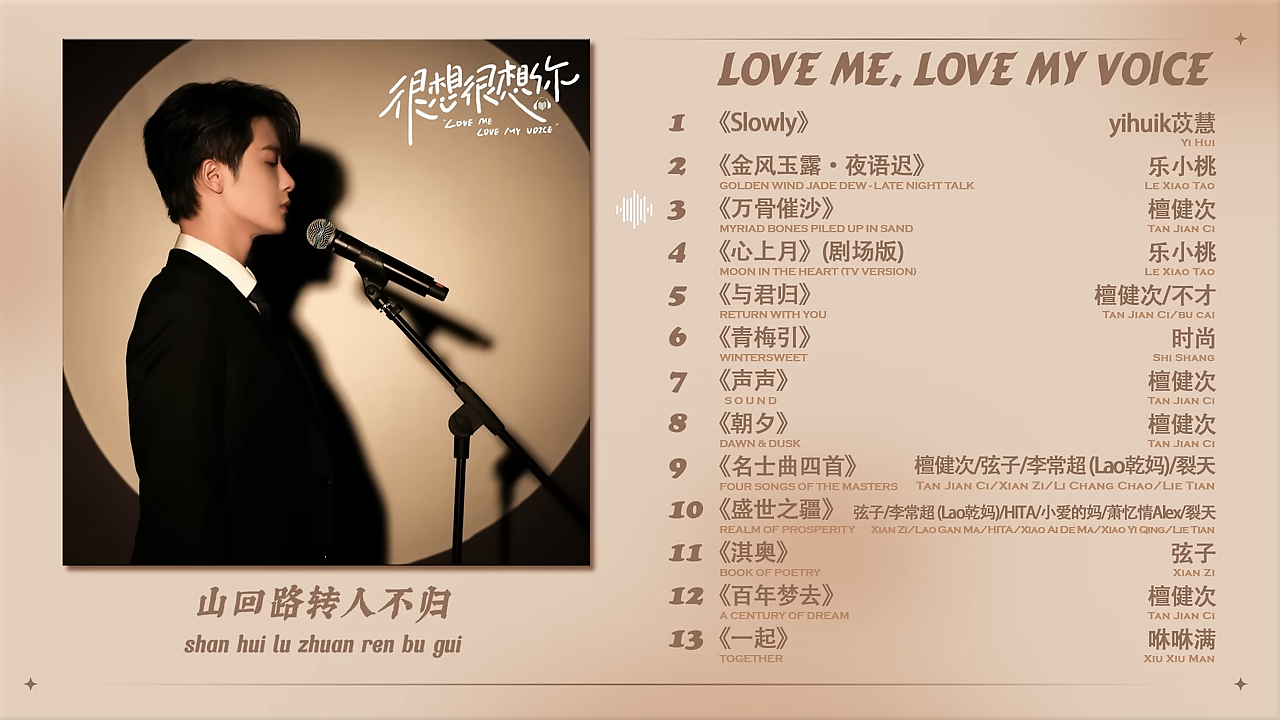 很想很想你
"LOVE ME
LOVE MY VOICE"
山回路转人不归
shan hui lu zhuan ren bu gui
LOVE ME, LOVE MY VOICE
1 《Slowly》 yihuik苡慧
YI HUI
2 《金风玉露·夜语迟》 乐小桃
GOLDEN WIND JADE DEW - LATE NIGHT TALK LE XIAO TAO
3 《万骨催沙》 檀健次
MYRIAD BONES PILED UP IN SAND TAN JIAN CI
4 《心上月》(剧场版) 乐小桃
MOON IN THE HEART (TV VERSION) LE XIAO TAO
5 《与君归》 檀健次/不才
RETURN WITH YOU TAN JIAN CI/BU CAI
6 《青梅引》 时尚
WINTERSWEET SHI SHANG
7 《声声》 檀健次
SOUND TAN JIAN CI
8 《朝夕》 檀健次
DAWN & DUSK TAN JIAN CI
9 《名士曲四首》 檀健次/弦子/李常超 (Lao乾妈)/裂天
FOUR SONGS OF THE MASTERS TAN JIAN CI/XIAN ZI/LI CHANG CHAO/LIE TIAN
10 《盛世之疆》 弦子/李常超 (Lao乾妈)/HITA/小爱的妈/萧忆情Alex/裂天
REALM OF PROSPERITY XIAN ZI/LAO GAN MA/HITA/XIAO AI DE MA/XIAO YI QING/LIE TIAN
11 《淇奥》 弦子
BOOK OF POETRY XIAN ZI
12 《百年梦去》 檀健次
A CENTURY OF DREAM TAN JIAN CI
13 《一起》 咻咻满
TOGETHER XIU XIU MAN